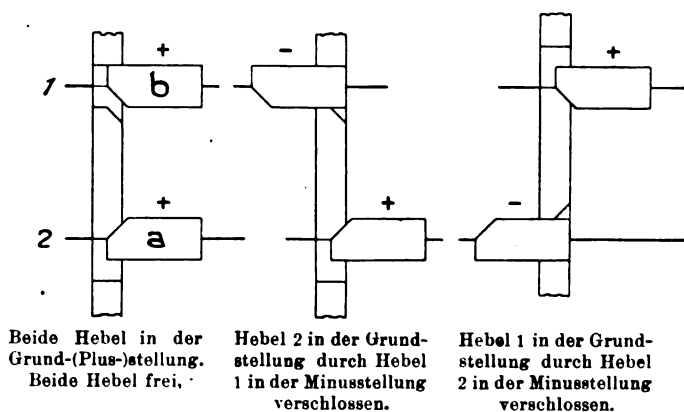 +
-
+
1
b
+
-
+
2
a
Beide Hebel in der
Grund-(Plus-)stellung.
Beide Hebel frei,
Hebel 2 in der Grund-
stellung durch Hebel
1 in der Minusstellung
verschlossen.
Hebel 1 in der Grund-
stellung durch Hebel
2 in der Minusstellung
verschlossen.